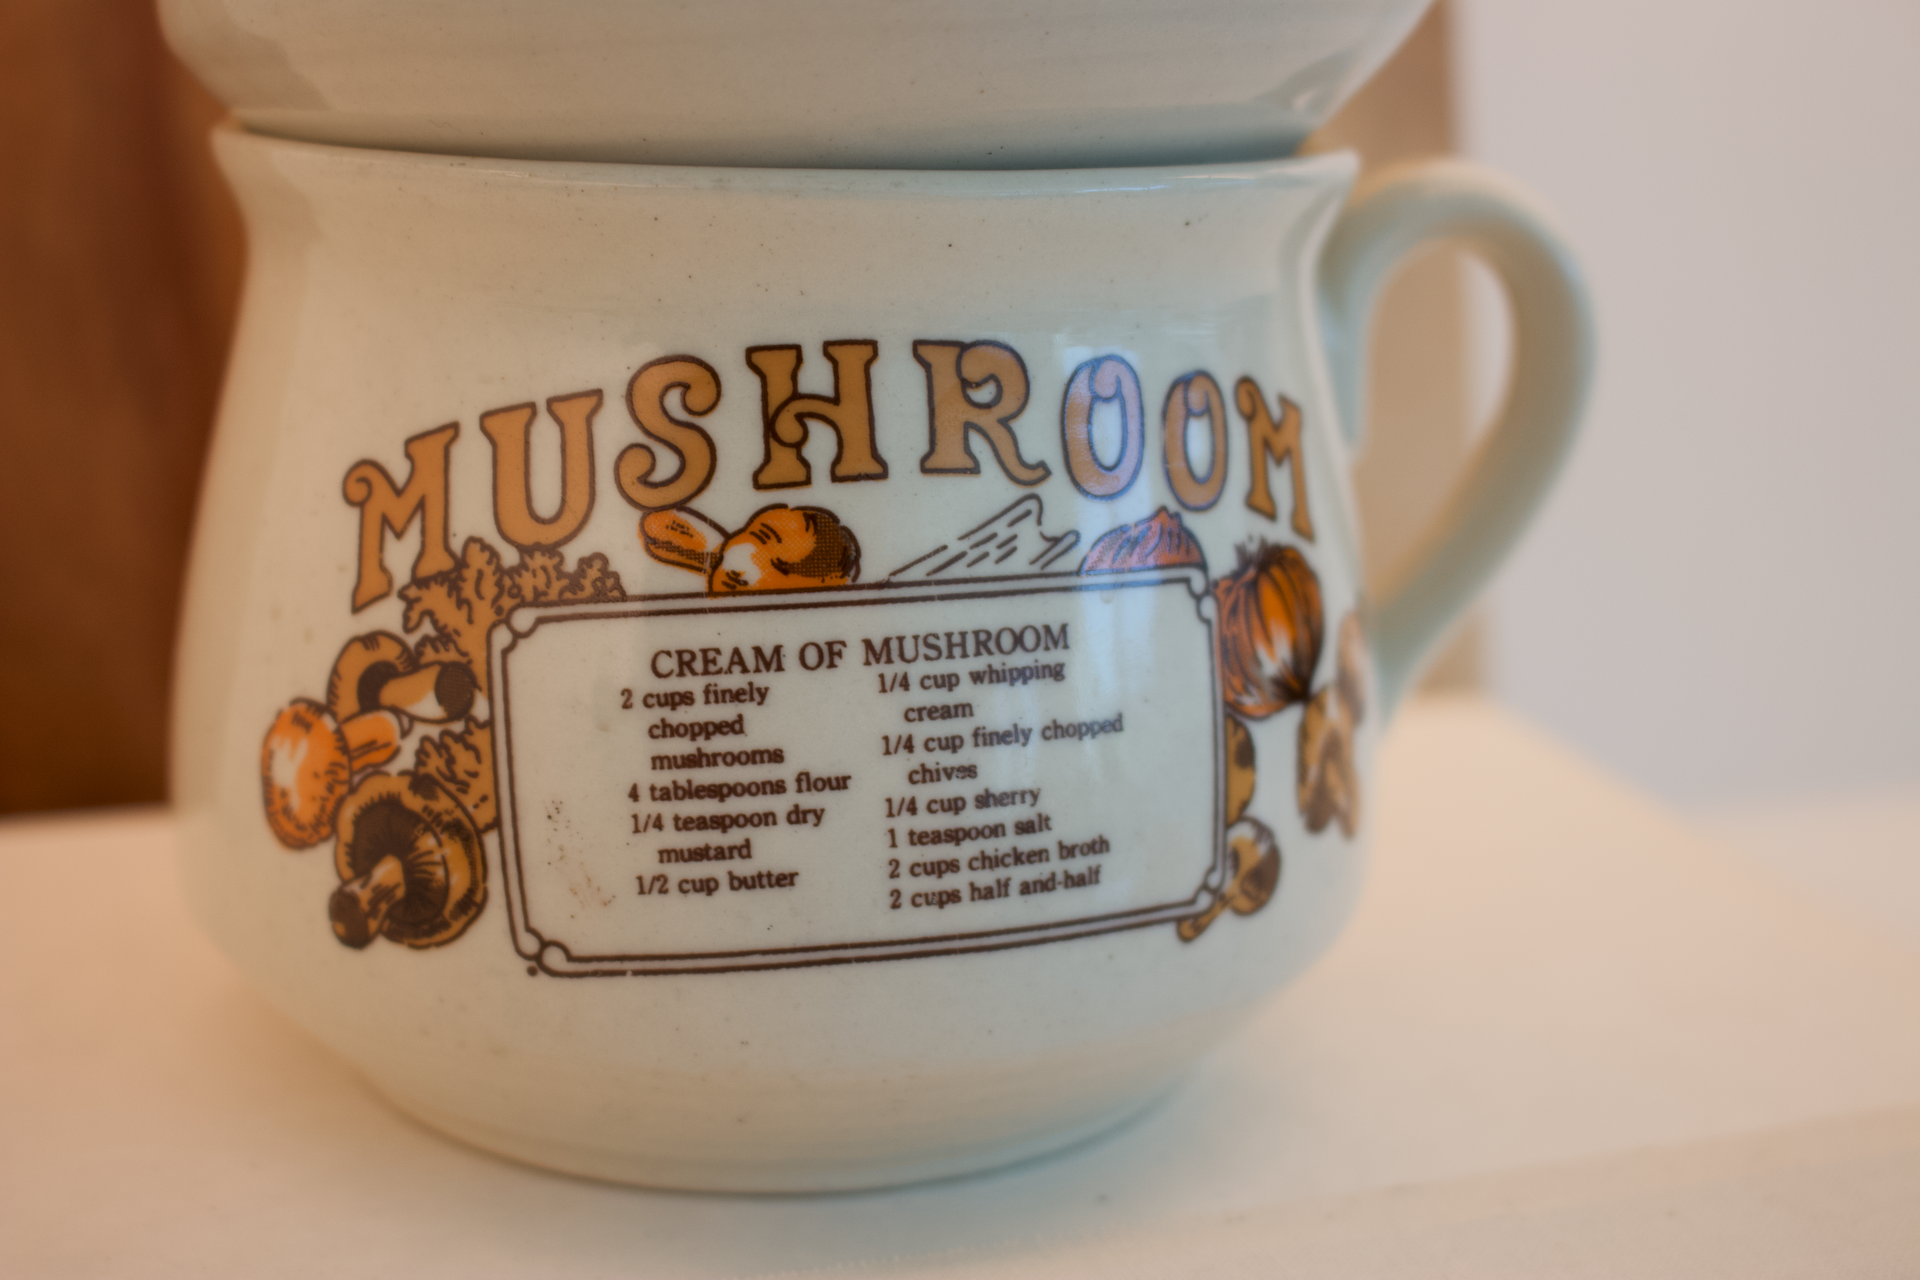 MUSHROOM
CREAM OF MUSHROOM
2 cups finely
chopped
mushrooms
4 tablespoons flour
1/4 teaspoon dry
mustard
1/2 cup butter
1/4 cup whipping
cream
1/4 cup finely chopped
chives
1/4 cup sherry
1 teaspoon salt
2 cups chicken broth
2 cups half and-half